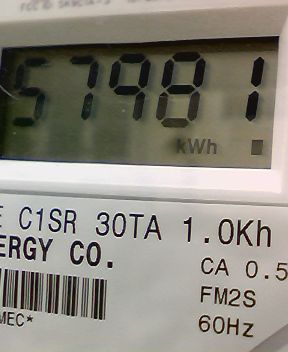 57981
kWh
E C1SR 30TA 1.0Kh
ERGY CO.
CA 0.5
FM2S
MEC*
60Hz